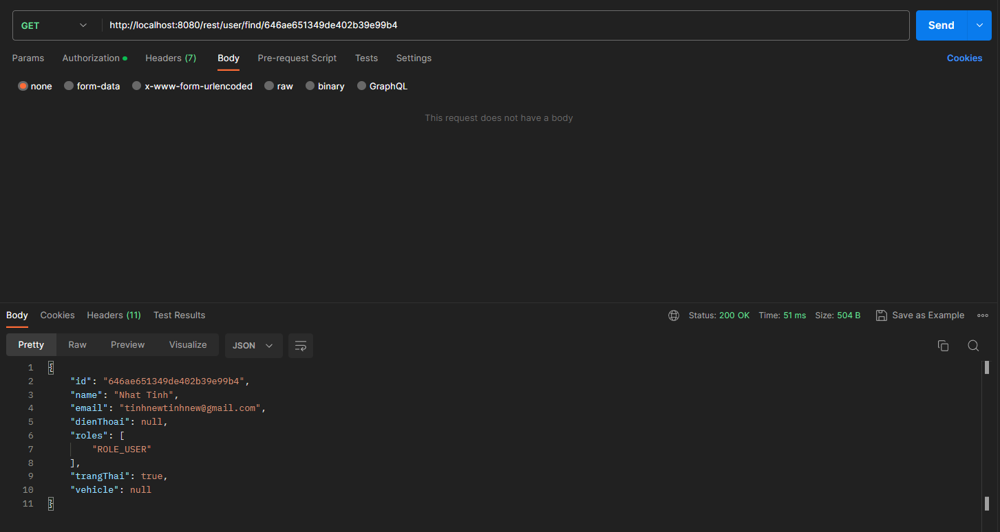 GET http://localhost:8080/rest/user/find/646ae651349de402b39e99b4 Send
Params Authorization Headers (7) Body Pre-request Script Tests Settings Cookies
none form-data x-www-form-urlencoded raw binary GraphQL
This request does not have a body
Body Cookies Headers (11) Test Results Status: 200 OK Time: 51 ms Size: 504 B Save as Example
Pretty Raw Preview Visualize JSON
1 {
2 "id": "646ae651349de402b39e99b4",
3 "name": "Nhat Tinh",
4 "email": "tinhnewtinhnew@gmail.com",
5 "dienThoai": null,
6 "roles": [
7 "ROLE_USER"
8 ],
9 "trangThai": true,
10 "vehicle": null
11 }